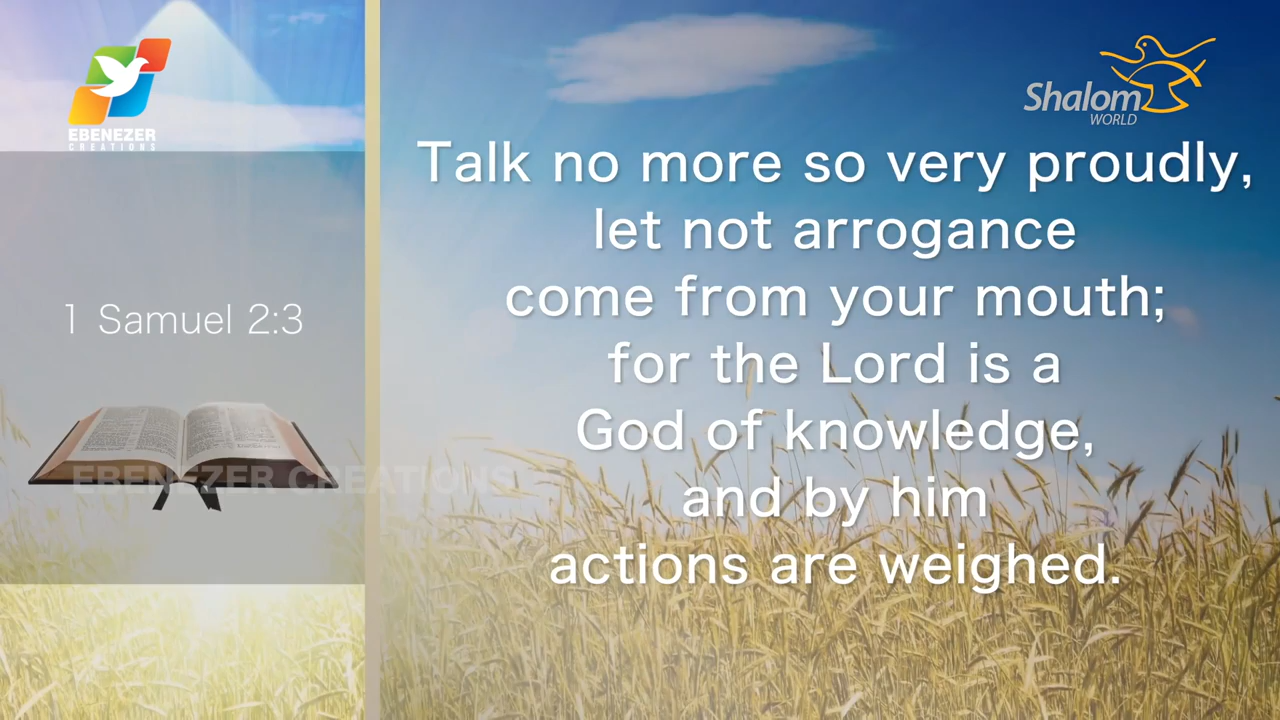 EBENEZER
CREATIONS
1 Samuel 2:3
EBENEZER CREATIONS
Shalom
WORLD
Talk no more so very proudly,
let not arrogance
come from your mouth;
for the Lord is a
God of knowledge,
and by him
actions are weighed.